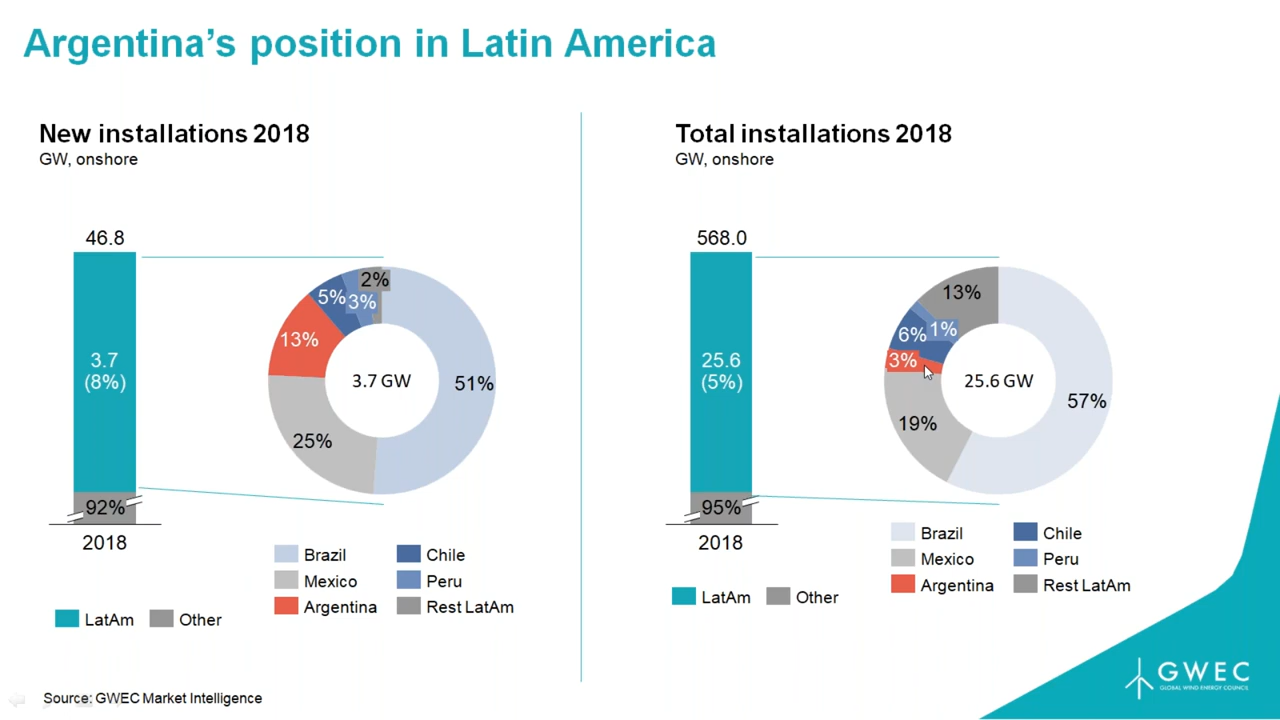 Argentina’s position in Latin America
New installations 2018
GW, onshore
46.8
3.7
(8%)
92%
2018
2%
5%
3%
13%
3.7 GW
51%
25%
Brazil
Chile
Mexico
Peru
Argentina
Rest LatAm
LatAm
Other
Total installations 2018
GW, onshore
568.0
25.6
(5%)
95%
2018
13%
6%
1%
3%
25.6 GW
57%
19%
Brazil
Chile
Mexico
Peru
Argentina
Rest LatAm
LatAm
Other
Source: GWEC Market Intelligence
GWEC
GLOBAL WIND ENERGY COUNCIL